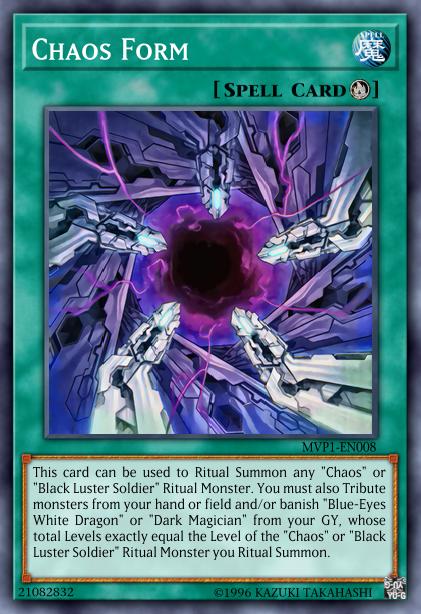 CHAOS FORM
SPELL
魔
[SPELL CARD]
MVP1-EN008
This card can be used to Ritual Summon any "Chaos" or
"Black Luster Soldier" Ritual Monster. You must also Tribute
monsters from your hand or field and/or banish "Blue-Eyes
White Dragon" or "Dark Magician" from your GY, whose
total Levels exactly equal the Level of the "Chaos" or "Black
Luster Soldier" Ritual Monster you Ritual Summon.
21082832 ©1996 KAZUKI TAKAHASHI